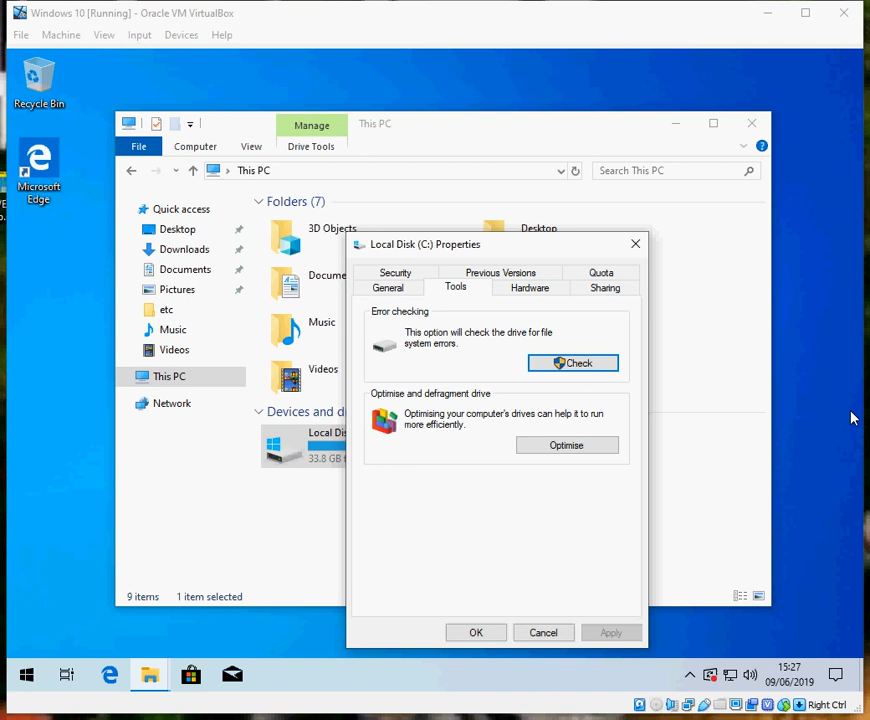 Windows 10 [Running] - Oracle VM VirtualBox
File Machine View Input Devices Help
Recycle Bin
Microsoft
Edge
Manage This PC
File Computer View Drive Tools
This PC Search This PC
Quick access
Desktop
Downloads
Documents
Pictures
etc
Music
Videos
This PC
Network
Folders (7)
3D Objects Desktop
Docume
Music
Videos
Devices and d
Local Dis
33.8 GB
Local Disk (C:) Properties
Security Previous Versions Quota
General Tools Hardware Sharing
Error checking
This option will check the drive for file
system errors.
Check
Optimise and defragment drive
Optimising your computer's drives can help it to run
more efficiently.
Optimise
OK Cancel Apply
9 items 1 item selected
15:27
09/06/2019
Right Ctrl